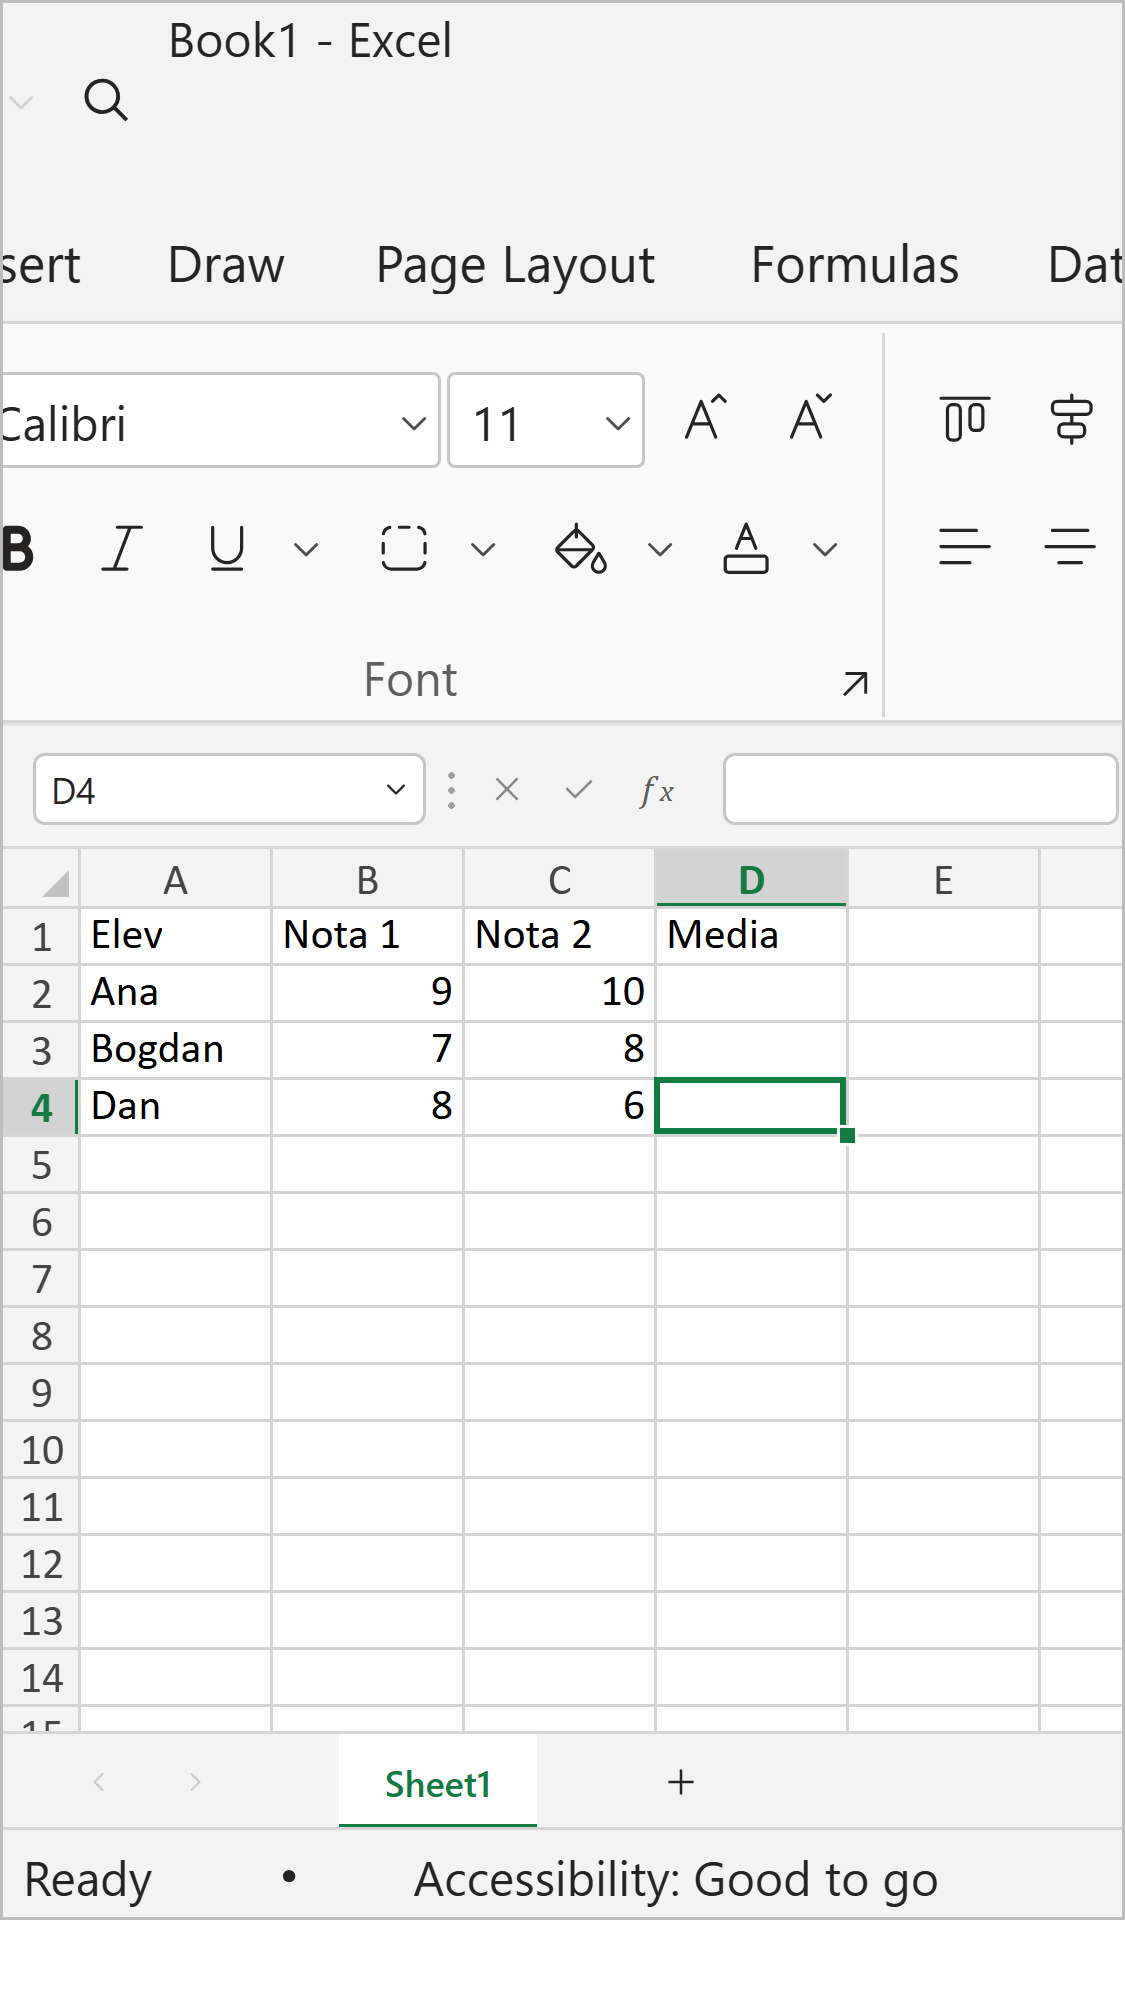 Book1 - Excel
sert Draw Page Layout Formulas Dat
Calibri 11
B I U A
Font
D4 fx
A B C D E
1 Elev Nota 1 Nota 2 Media
2 Ana 9 10
3 Bogdan 7 8
4 Dan 8 6
5
6
7
8
9
10
11
12
13
14
15
Sheet1
Ready Accessibility: Good to go